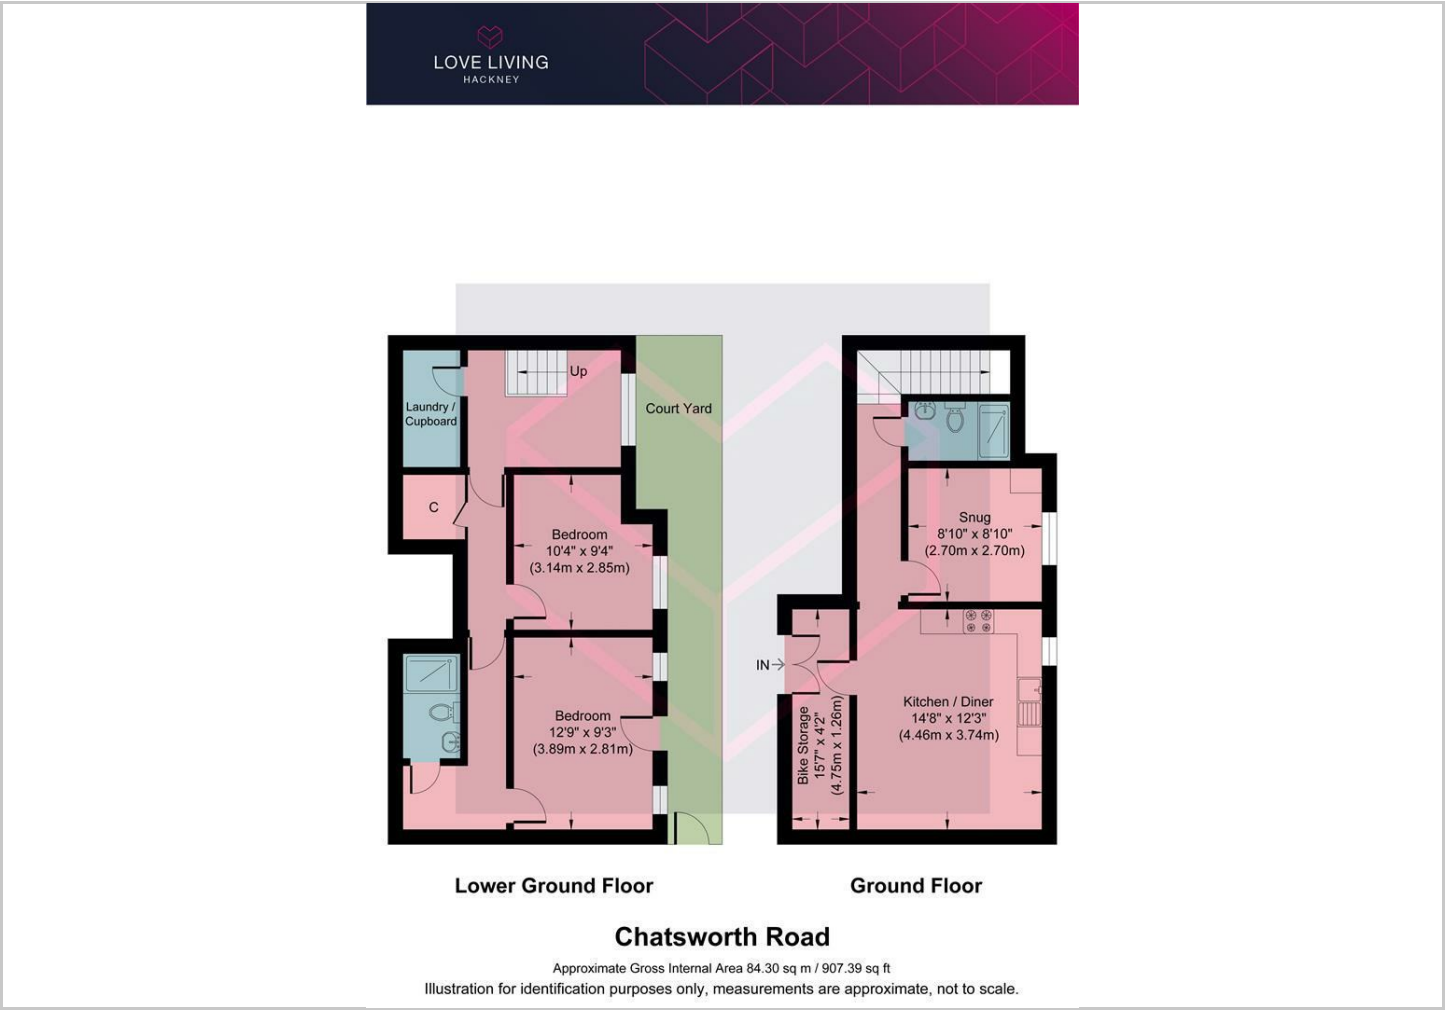 LOVE LIVING
HACKNEY
Up
Laundry /
Cupboard
Court Yard
C
Bedroom
10'4" x 9'4"
(3.14m x 2.85m)
Bedroom
12'9" x 9'3"
(3.89m x 2.81m)
Snug
8'10" x 8'10"
(2.70m x 2.70m)
IN
Kitchen / Diner
14'8" x 12'3"
(4.46m x 3.74m)
Bike Storage
15'7" x 4'2"
(4.75m x 1.26m)
Lower Ground Floor
Ground Floor
Chatsworth Road
Approximate Gross Internal Area 84.30 sq m / 907.39 sq ft
Illustration for identification purposes only, measurements are approximate, not to scale.